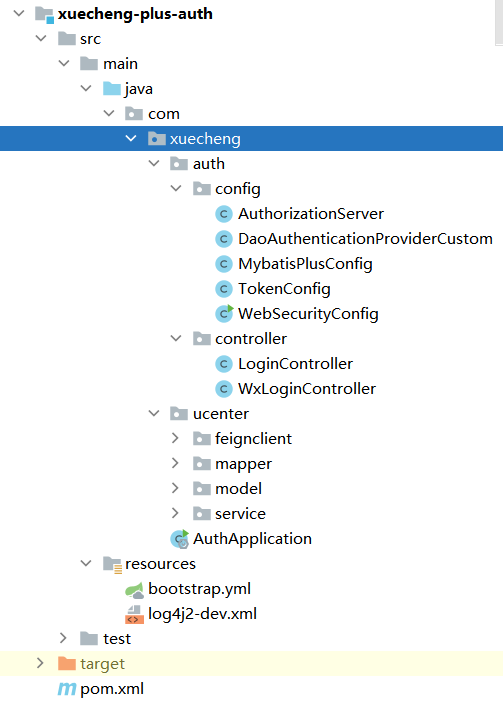 xuecheng-plus-auth
src
main
java
com
xuecheng
auth
config
AuthorizationServer
DaoAuthenticationProviderCustom
MybatisPlusConfig
TokenConfig
WebSecurityConfig
controller
LoginController
WxLoginController
ucenter
feignclient
mapper
model
service
AuthApplication
resources
bootstrap.yml
log4j2-dev.xml
test
target
pom.xml